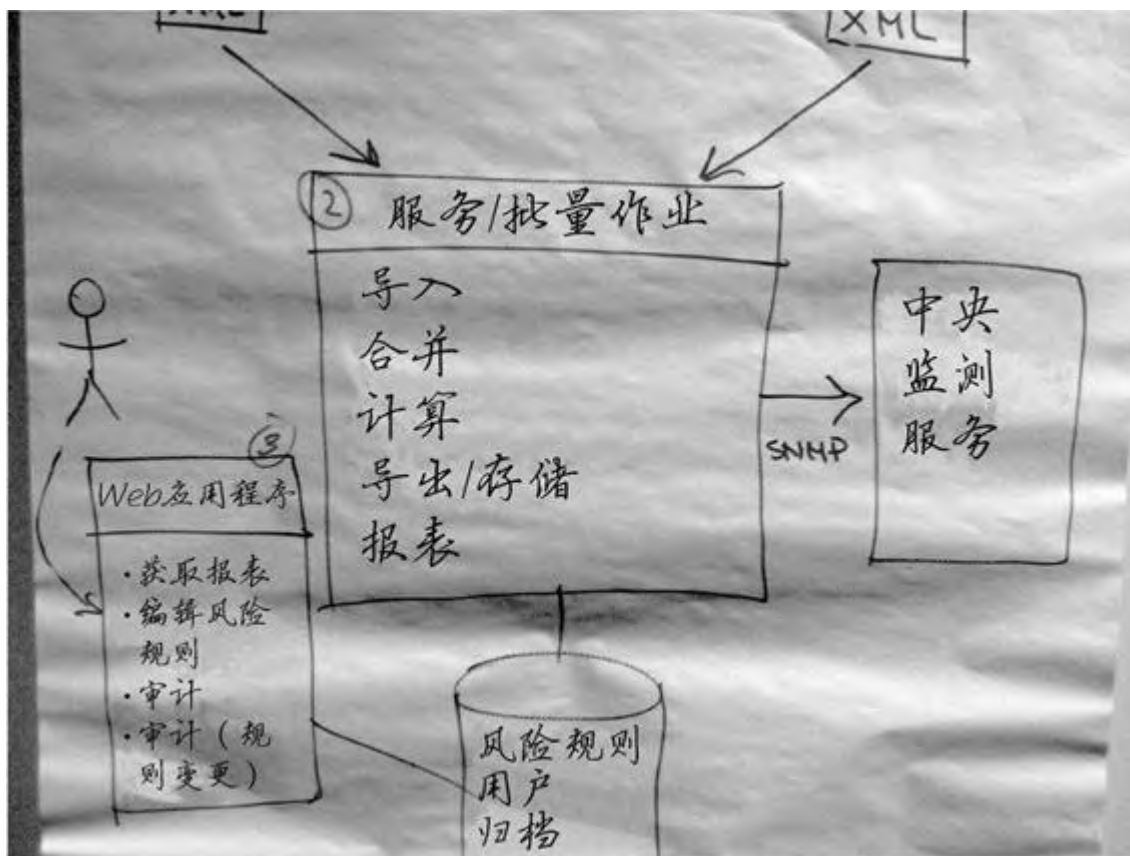 XML
XML
② 服务/批量作业
导入
合并
计算
导出/存储
报表
中央
监测
服务
SNMP
③
Web应用程序
·获取报表
·编辑风险
规则
·审计
·审计（规
则变更）
风险规则
用户
归档